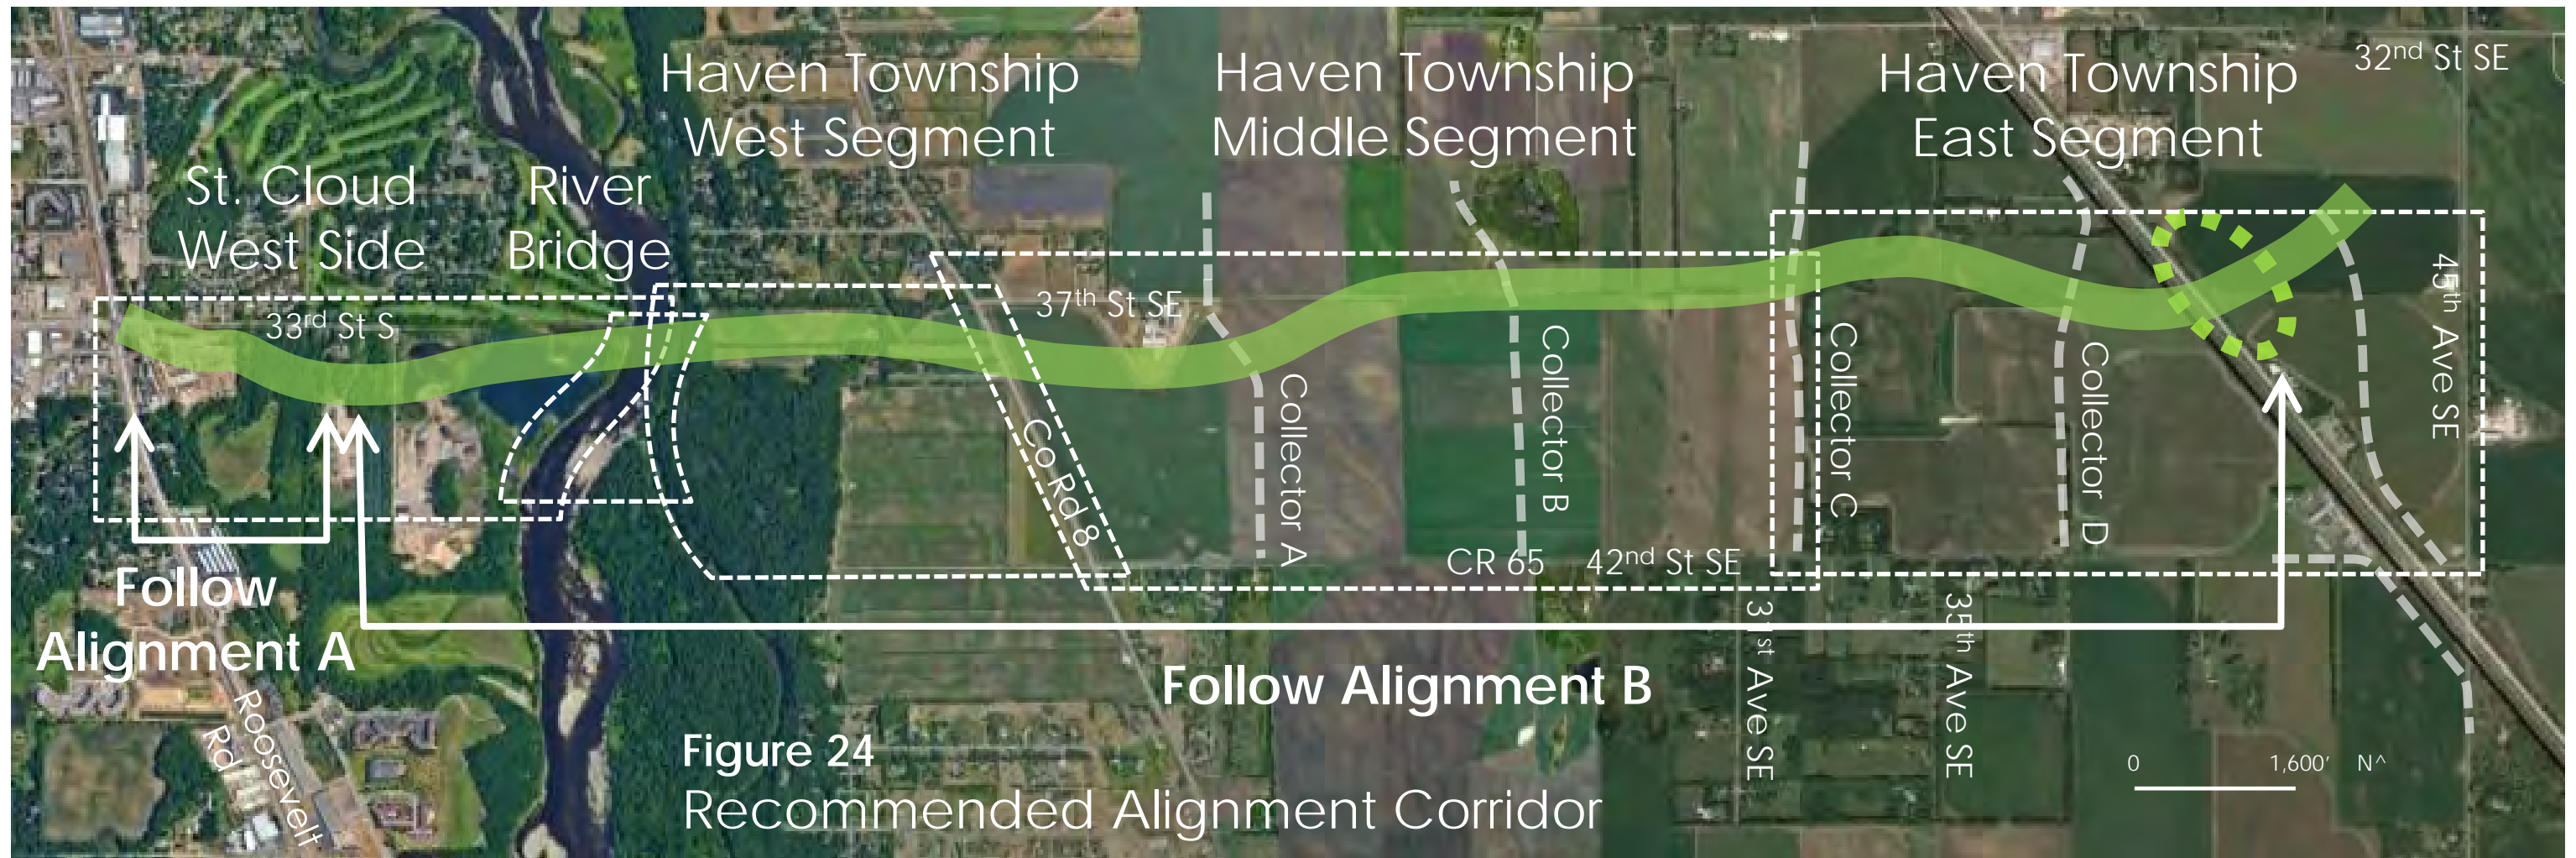 32nd St SE
Haven Township
West Segment
Haven Township
Middle Segment
Haven Township
East Segment
St. Cloud
West Side
River
Bridge
33rd St S
37th St SE
45th Ave SE
Collector A
Collector B
Collector C
Collector D
Co Rd 8
CR 65 42nd St SE
31st Ave SE
35th Ave SE
Follow
Alignment A
Follow Alignment B
Roosevelt
Rd
Figure 24
Recommended Alignment Corridor
0 1,600' N^